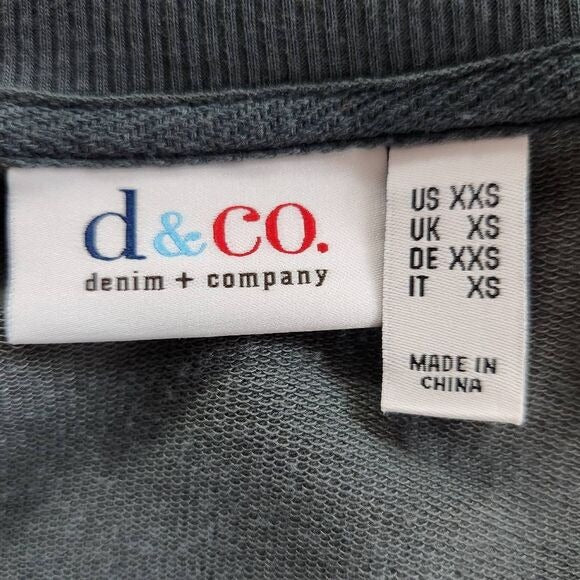 d&co.
denim + company
US XXS
UK XS
DE XXS
IT XS
MADE IN
CHINA